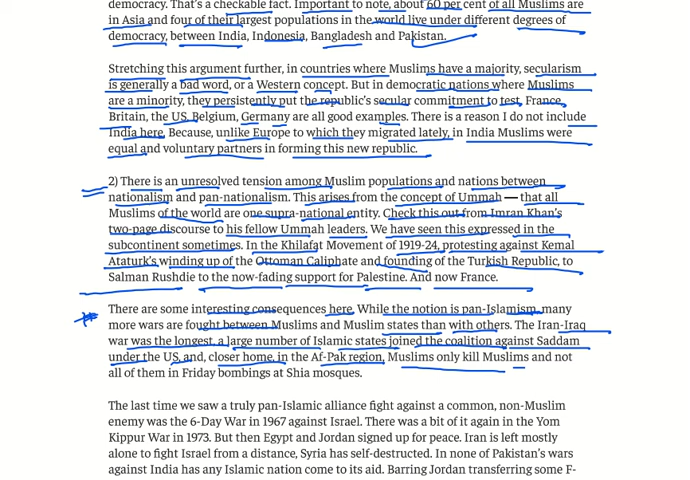 democracy. That's a checkable fact. Important to note, about 60 per cent of all Muslims are
in Asia and four of their largest populations in the world live under different degrees of
democracy, between India, Indonesia, Bangladesh and Pakistan.
Stretching this argument further, in countries where Muslims have a majority, secularism
is generally a bad word, or a Western concept. But in democratic nations where Muslims
are a minority, they persistently put the republic's secular commitment to test. France,
Britain, the US, Belgium, Germany are all good examples. There is a reason I do not include
India here. Because, unlike Europe to which they migrated lately, in India Muslims were
equal and voluntary partners in forming this new republic.
2) There is an unresolved tension among Muslim populations and nations between
nationalism and pan-nationalism. This arises from the concept of Ummah — that all
Muslims of the world are one supra-national entity. Check this out from Imran Khan's
two-page discourse to his fellow Ummah leaders. We have seen this expressed in the
subcontinent sometimes. In the Khilafat Movement of 1919-24, protesting against Kemal
Ataturk's winding up of the Ottoman Caliphate and founding of the Turkish Republic, to
Salman Rushdie to the now-fading support for Palestine. And now France.
There are some interesting consequences here. While the notion is pan-Islamism, many
more wars are fought between Muslims and Muslim states than with others. The Iran-Iraq
war was the longest, a large number of Islamic states joined the coalition against Saddam
under the US, and, closer home, in the Af-Pak region, Muslims only kill Muslims and not
all of them in Friday bombings at Shia mosques.
The last time we saw a truly pan-Islamic alliance fight against a common, non-Muslim
enemy was the 6-Day War in 1967 against Israel. There was a bit of it again in the Yom
Kippur War in 1973. But then Egypt and Jordan signed up for peace. Iran is left mostly
alone to fight Israel from a distance, Syria has self-destructed. In none of Pakistan's wars
against India has any Islamic nation come to its aid. Barring Jordan transferring some F-